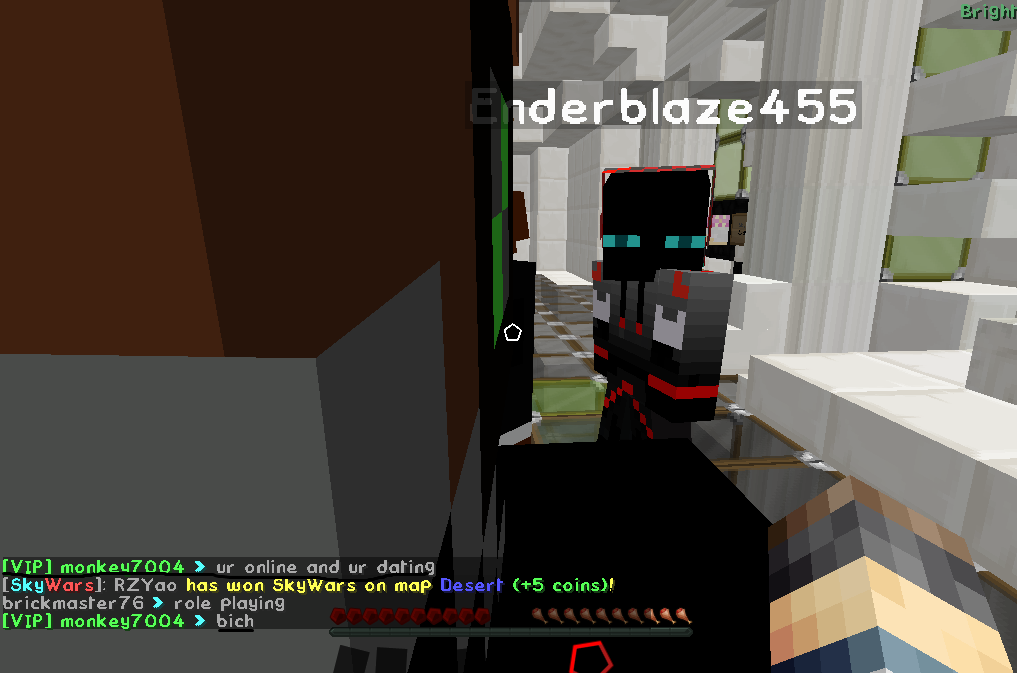 Enderblaze455
[VIP] monkey7004 > ur online and ur dating
[SkyWars]: RZYao has won SkyWars on map Desert (+5 coins)!
brickmaster76 > role playing
[VIP] monkey7004 > bich